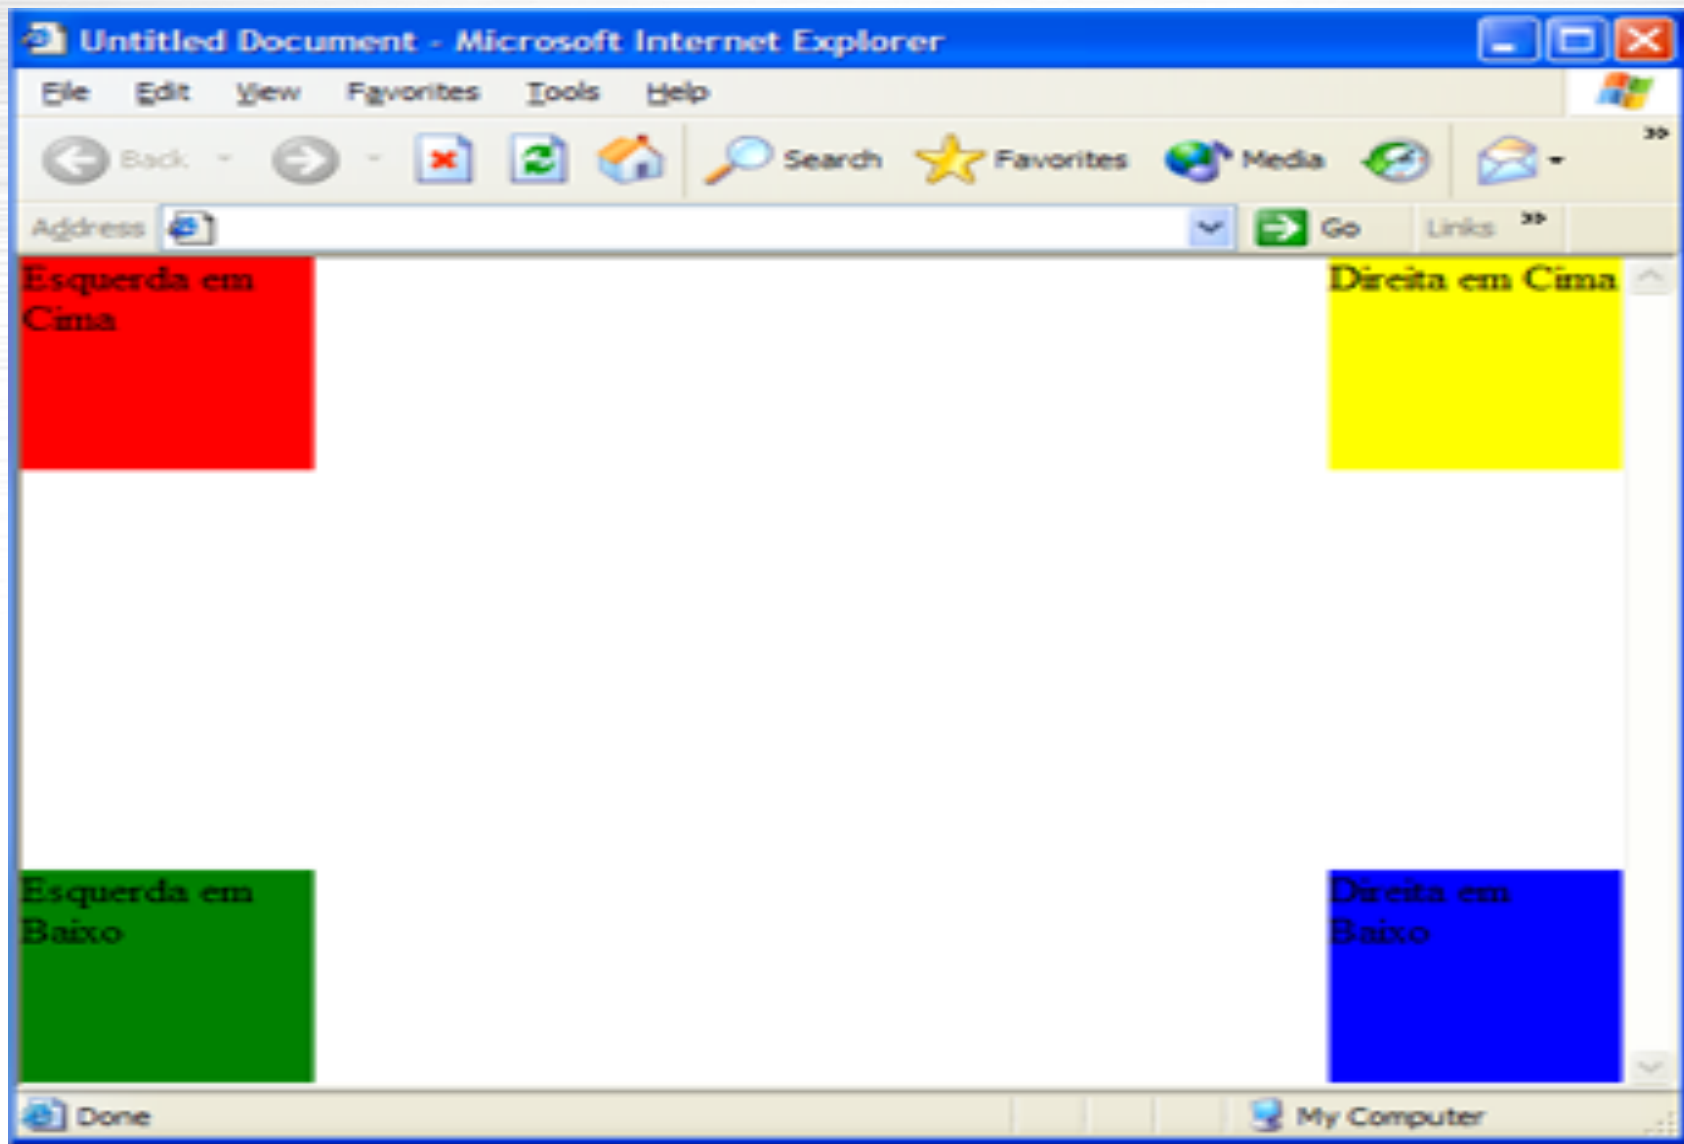 Untitled Document - Microsoft Internet Explorer
File Edit View Favorites Tools Help
Back Search Favorites Media »
Address Go Links »
Esquerda em
Cima
Direita em Cima
Esquerda em
Baixo
Direita em
Baixo
Done My Computer